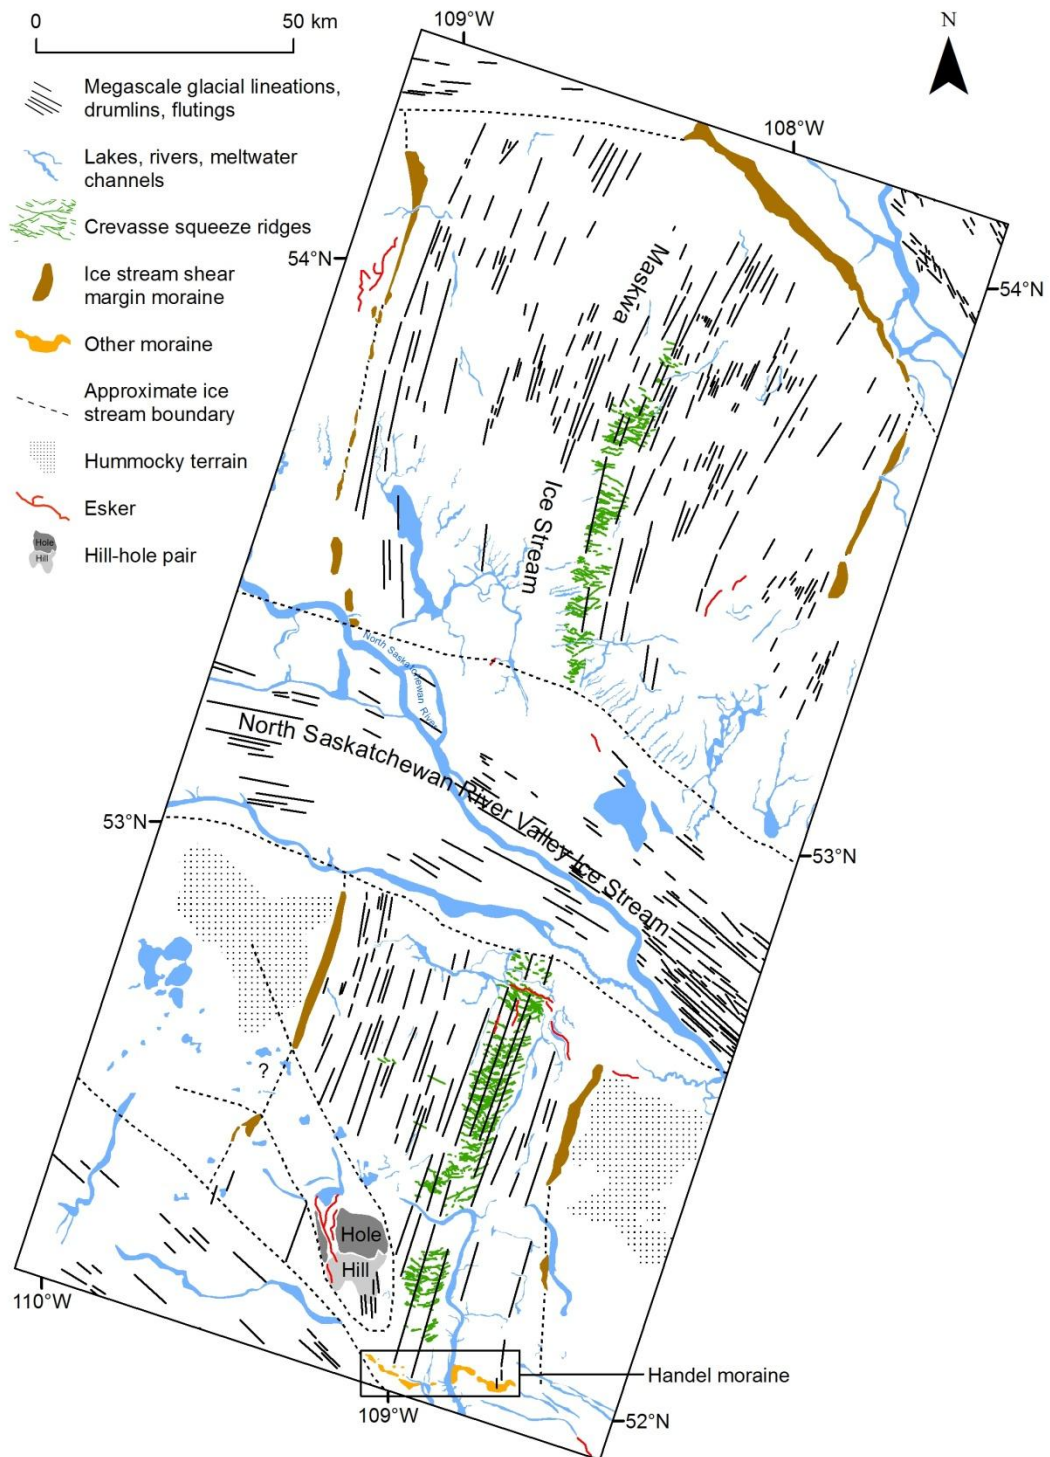 0 50 km
Megascale glacial lineations,
drumlins, flutings
Lakes, rivers, meltwater
channels
Crevasse squeeze ridges
Ice stream shear
margin moraine
Other moraine
Approximate ice
stream boundary
Hummocky terrain
Esker
Hole
Hill
Hill-hole pair
109°W
N
108°W
54°N
54°N
Maskwa
Ice Stream
North Saskatchewan River
North Saskatchewan River Valley Ice Stream
53°N
53°N
?
Hole
Hill
110°W
Handel moraine
109°W
52°N